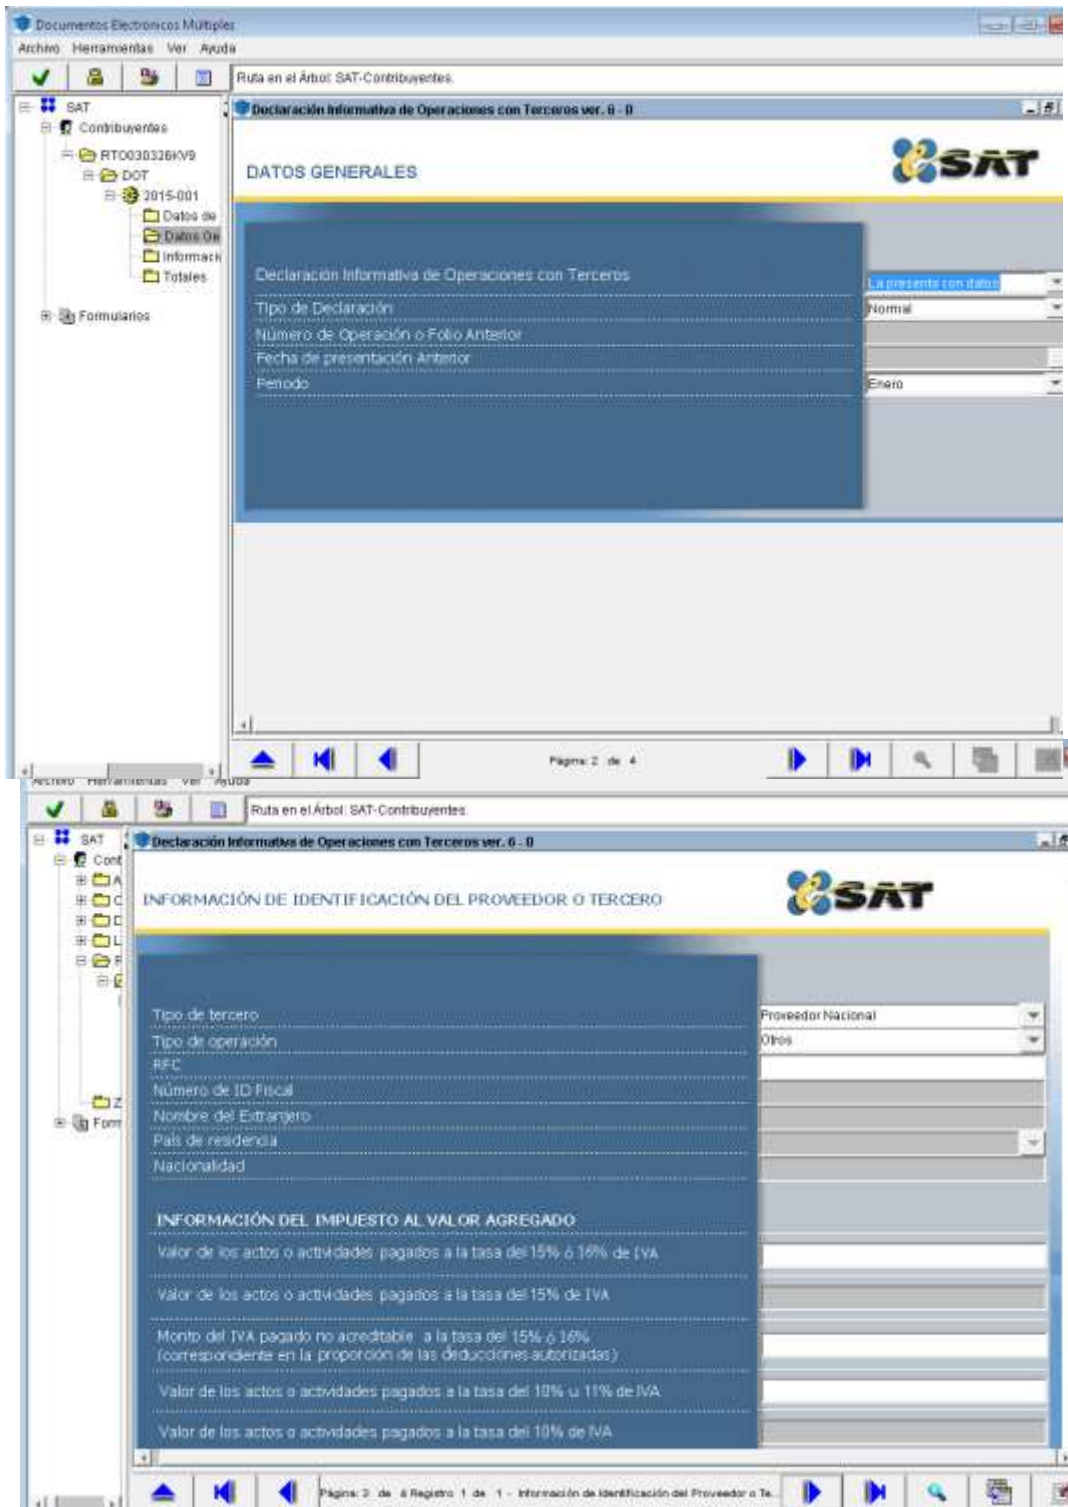 Documentos Electrónicos Múltiples
Archivo Herramientas Ver Ayuda
Ruta en el Árbol: SAT-Contribuyentes.
SAT
Contribuyentes
RTO030326KV9
DOT
2015-001
Datos de
Datos Ge
Informaci
Totales
Formularios
Declaración Informativa de Operaciones con Terceros ver. 6 - 0
DATOS GENERALES
SAT
Declaración Informativa de Operaciones con Terceros
La presenta con datos
Tipo de Declaración
Normal
Número de Operación o Folio Anterior
Fecha de presentación Anterior
Periodo
Enero
Página: 2 de 4
Archivo Herramientas Ver Ayuda
Ruta en el Árbol: SAT-Contribuyentes.
SAT
Cont
A
C
D
L
R
Z
Form
Declaración Informativa de Operaciones con Terceros ver. 6 - 0
INFORMACIÓN DE IDENTIFICACIÓN DEL PROVEEDOR O TERCERO
SAT
Tipo de tercero
Proveedor Nacional
Tipo de operación
Otros
RFC
Número de ID Fiscal
Nombre del Extranjero
País de residencia
Nacionalidad
INFORMACIÓN DEL IMPUESTO AL VALOR AGREGADO
Valor de los actos o actividades pagados a la tasa del 15% ó 16% de IVA
Valor de los actos o actividades pagados a la tasa del 15% de IVA
Monto del IVA pagado no acreditable a la tasa del 15% ó 16%
(correspondiente en la proporción de las deducciones autorizadas)
Valor de los actos o actividades pagados a la tasa del 10% u 11% de IVA
Valor de los actos o actividades pagados a la tasa del 10% de IVA
Página: 3 de 4 Registro 1 de 1 - Información de Identificación del Proveedor o Te...